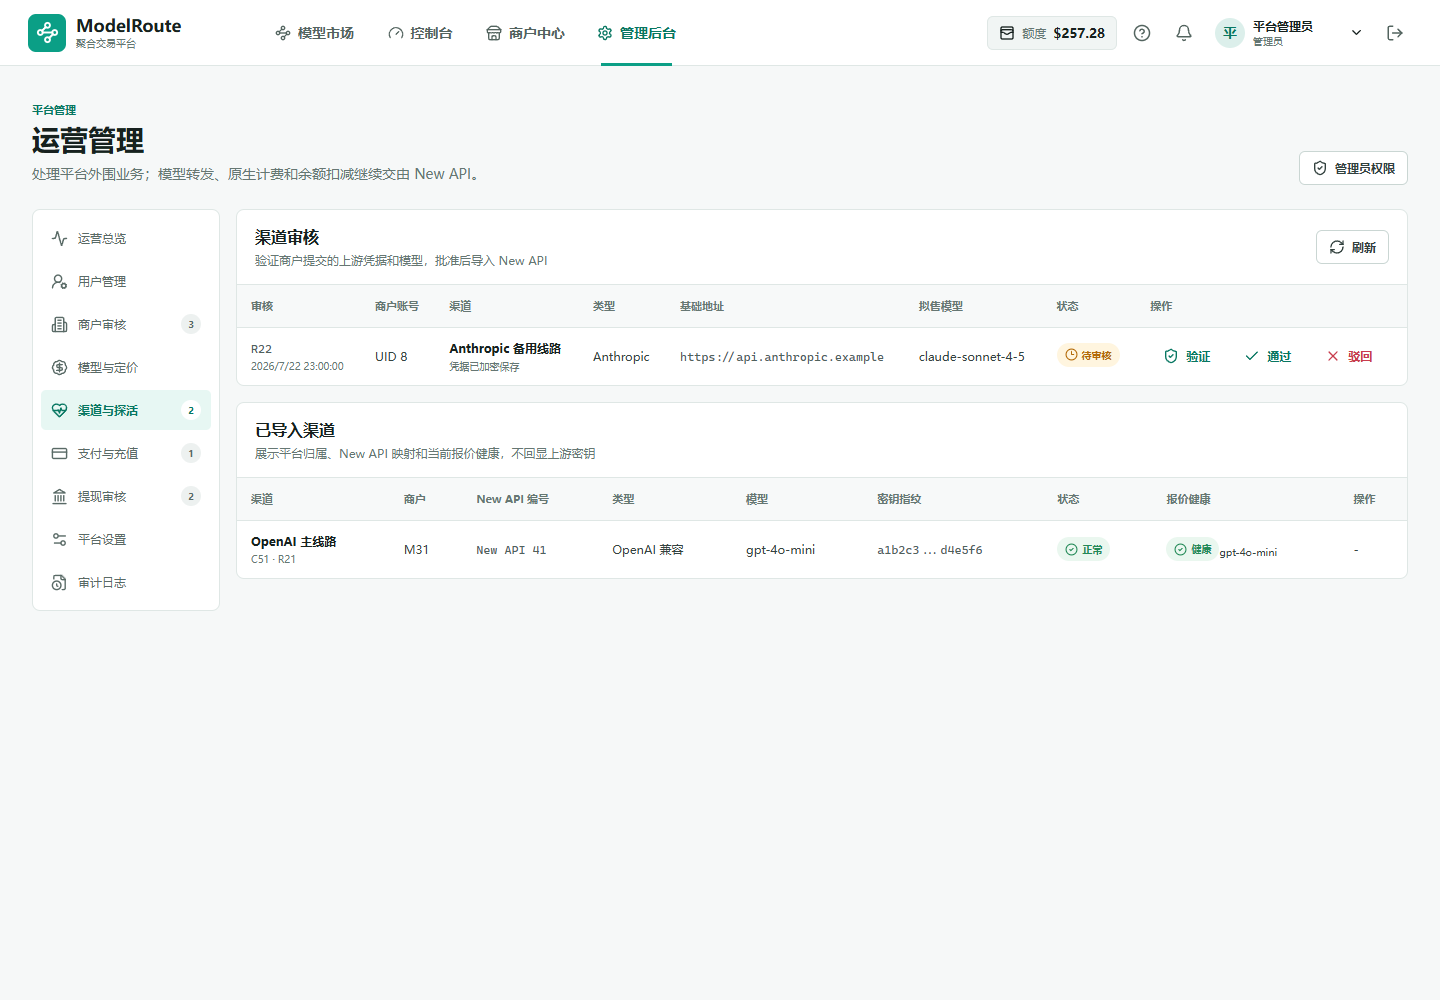 ModelRoute
聚合交易平台
模型市场
控制台
商户中心
管理后台
额度 $257.28
平
平台管理员
管理员
平台管理
运营管理
处理平台外围业务；模型转发、原生计费和余额扣减继续交由 New API。
管理员权限
运营总览
用户管理
商户审核 3
模型与定价
渠道与探活 2
支付与充值 1
提现审核 2
平台设置
审计日志
渠道审核
验证商户提交的上游凭据和模型，批准后导入 New API
刷新
审核 商户账号 渠道 类型 基础地址 拟售模型 状态 操作
R22
2026/7/22 23:00:00
UID 8
Anthropic 备用线路
凭据已加密保存
Anthropic
https://api.anthropic.example
claude-sonnet-4-5
待审核
验证 通过 驳回
已导入渠道
展示平台归属、New API 映射和当前报价健康，不回显上游密钥
渠道 商户 New API 编号 类型 模型 密钥指纹 状态 报价健康 操作
OpenAI 主线路
C51 · R21
M31
New API 41
OpenAI 兼容
gpt-4o-mini
a1b2c3...d4e5f6
正常
健康 gpt-4o-mini
-